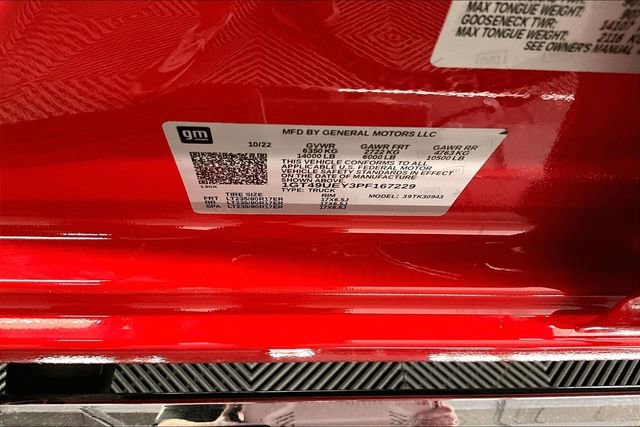 MAX TONGUE WEIGHT:
GOOSENECK TWR:
MAX TONGUE WEIGHT: 2116
SEE OWNER'S MANUAL
gm
MFD BY GENERAL MOTORS LLC
10/22 GVWR GAWR FRT GAWR RR
6350 KG 2722 KG 4763 KG
14000 LB 6000 LB 10500 LB
THIS VEHICLE CONFORMS TO ALL
APPLICABLE U.S. FEDERAL MOTOR
VEHICLE SAFETY STANDARDS IN EFFECT
ON THE DATE OF MANUFACTURE
SHOWN ABOVE.
1GT49UEY3PF167229
TYPE: TRUCK MODEL: 39TK30943
TIRE SIZE RIM
FRT LT235/80R17ER 17X6.5J
RR LT235/80R17ER 17X6.5J
SPA LT235/80R17ER 17X6.5J